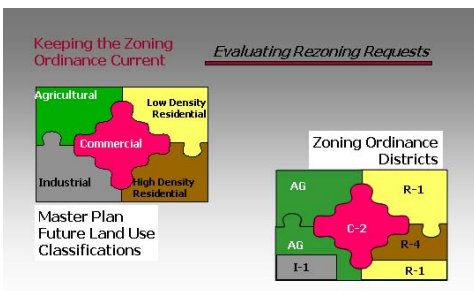 Keeping the Zoning
Ordinance Current
Evaluating Rezoning Requests
Agricultural
Low Density
Residential
Commercial
Industrial
High Density
Residential
Master Plan
Future Land Use
Classifications
Zoning Ordinance
Districts
AG
R-1
C-2
AG
R-4
I-1
R-1